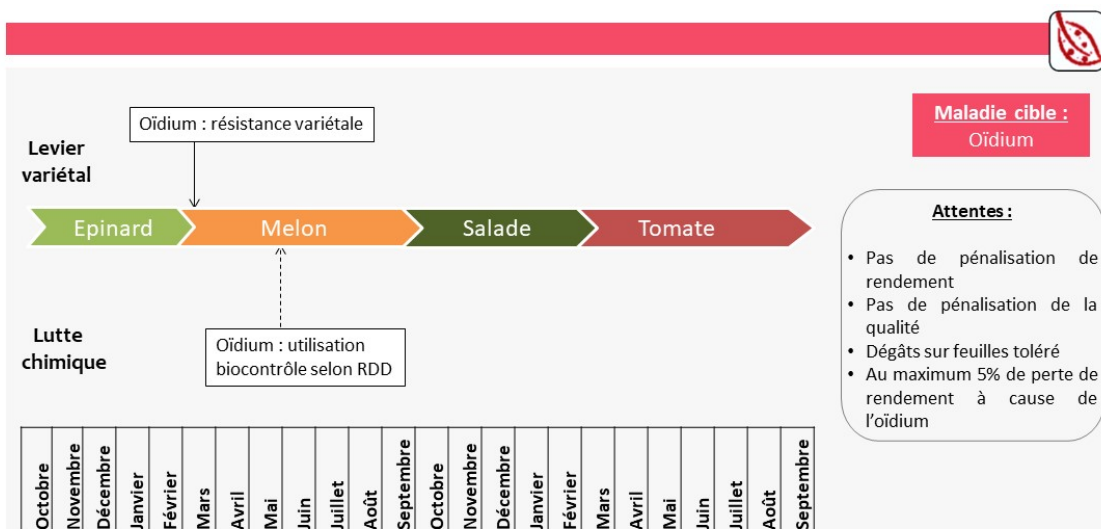 Maladie cible :
Oïdium
Oïdium : résistance variétale
Levier
variétal
Epinard
Melon
Salade
Tomate
Lutte
chimique
Oïdium : utilisation
biocontrôle selon RDD
Attentes :
• Pas de pénalisation de
rendement
• Pas de pénalisation de la
qualité
• Dégâts sur feuilles toléré
• Au maximum 5% de perte de
rendement à cause de
l'oïdium
Octobre
Novembre
Décembre
Janvier
Février
Mars
Avril
Mai
Juin
Juillet
Août
Septembre
Octobre
Novembre
Décembre
Janvier
Février
Mars
Avril
Mai
Juin
Juillet
Août
Septembre